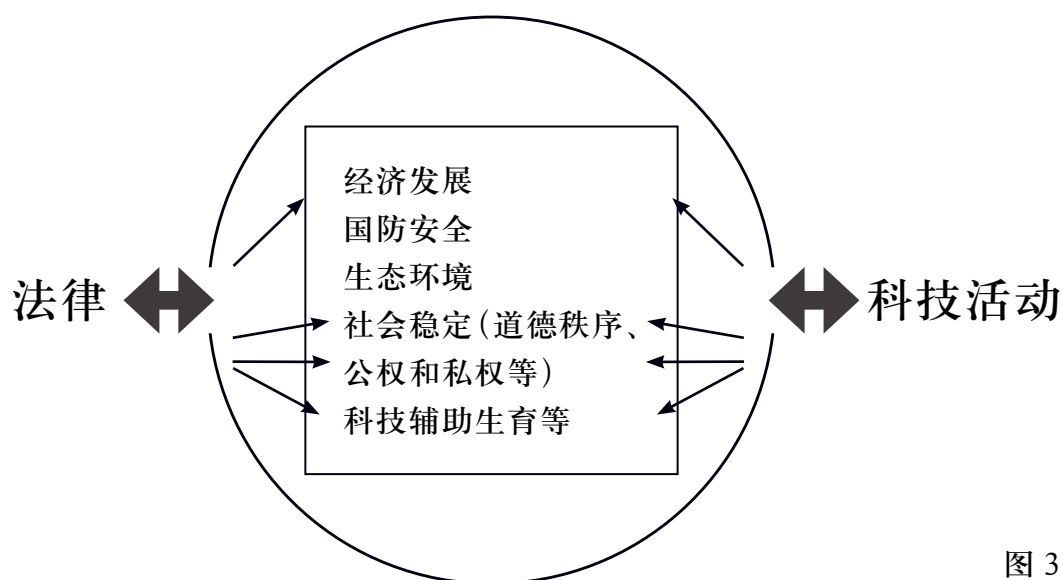 经济发展
国防安全
生态环境
法律
科技活动
社会稳定(道德秩序、
公权和私权等)
科技辅助生育等
图 3